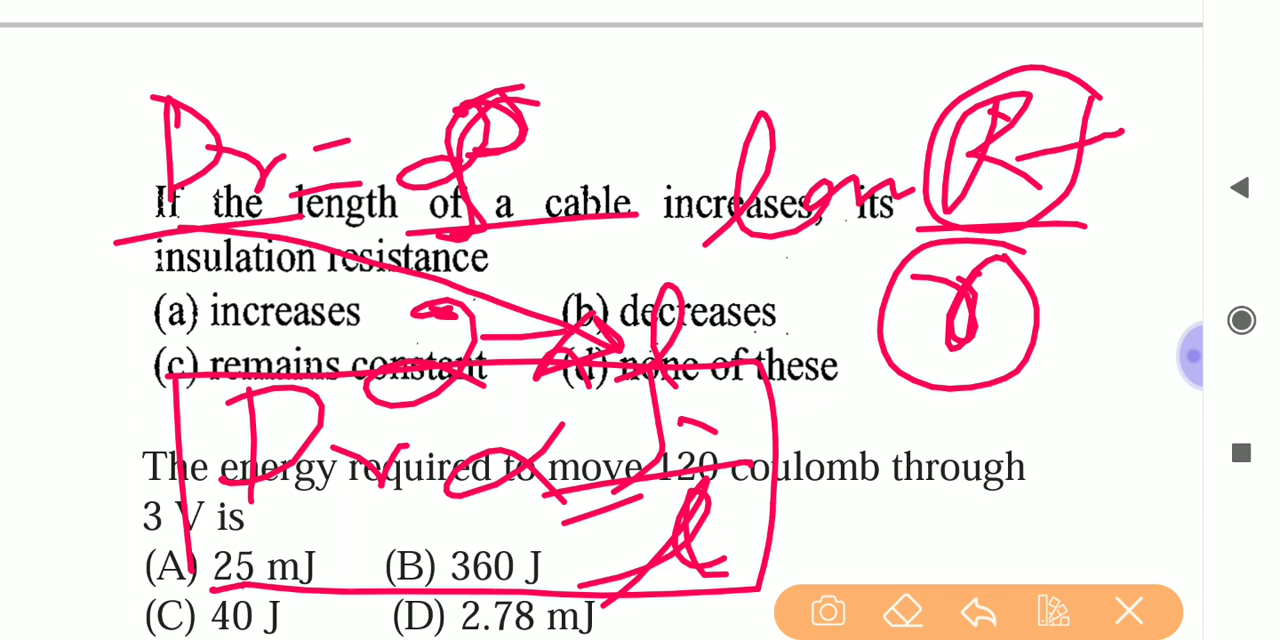 If the length of a cable increases, its
insulation resistance
(a) increases (b) decreases
(c) remains constant (d) none of these
The energy required to move 120 coulomb through
3 V is
(A) 25 mJ (B) 360 J
(C) 40 J (D) 2.78 mJ